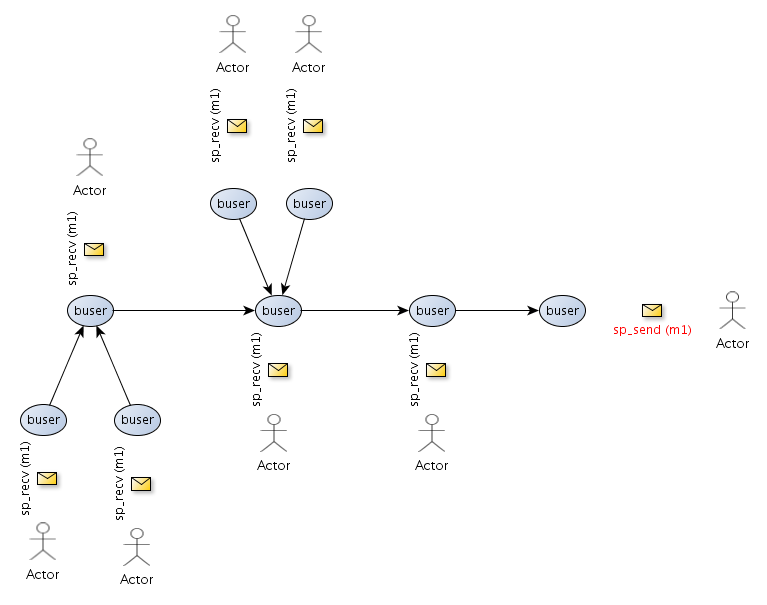 Actor Actor
sp_recv (m1) sp_recv (m1)
Actor
buser buser
sp_recv (m1)
buser buser buser buser sp_send (m1)
Actor
sp_recv (m1) sp_recv (m1)
buser buser
Actor Actor
sp_recv (m1) sp_recv (m1)
Actor Actor